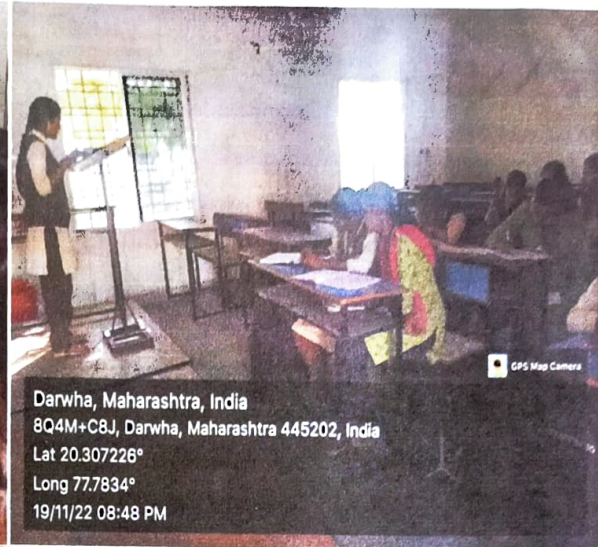 GPS Map Camera
Darwha, Maharashtra, India
8Q4M+C8J, Darwha, Maharashtra 445202, India
Lat 20.307226°
Long 77.7834°
19/11/22 08:48 PM